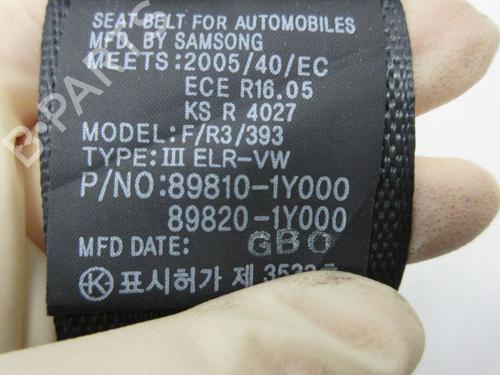 SEAT BELT FOR AUTOMOBILES
MFD. BY SAMSONG
MEETS:2005/40/EC
ECE R16.05
KS R 4027
MODEL:F/R3/393
TYPE:III ELR-VW
P/NO:89810-1Y000
89820-1Y000
MFD DATE: GBO
K 표시허가 제
B-PARTS